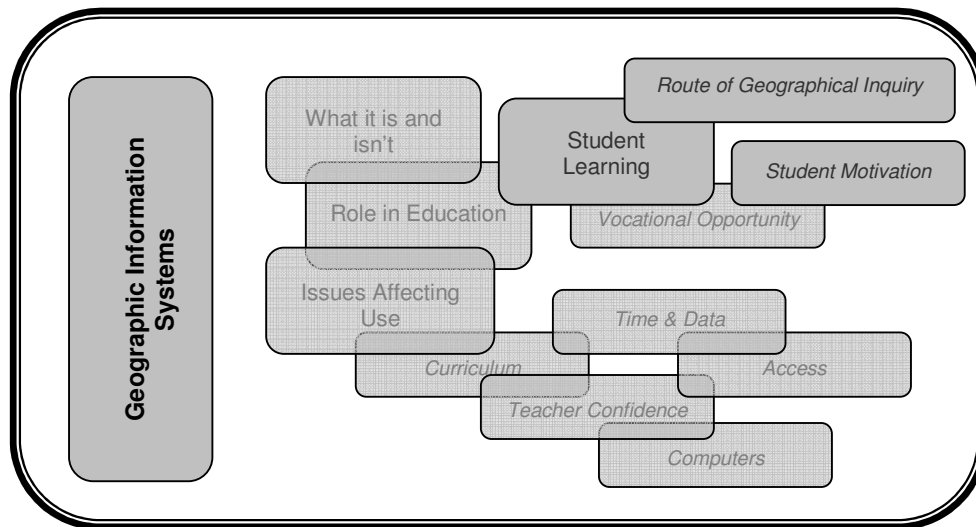 Geographic Information
Systems
What it is and
isn't
Role in Education
Issues Affecting
Use
Student
Learning
Route of Geographical Inquiry
Student Motivation
Vocational Opportunity
Time & Data
Curriculum
Access
Teacher Confidence
Computers